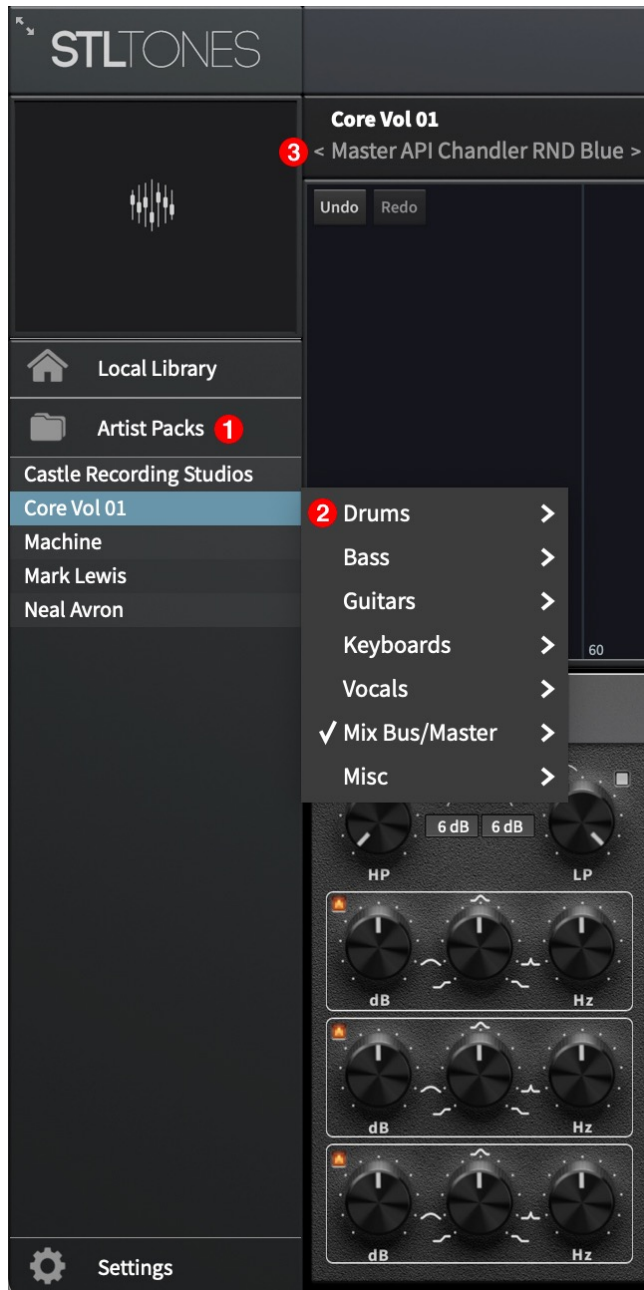 STLTONES
Core Vol 01
3 < Master API Chandler RND Blue >
Undo Redo
Local Library
Artist Packs 1
Castle Recording Studios
Core Vol 01
Machine
Mark Lewis
Neal Avron
2 Drums >
Bass >
Guitars >
Keyboards >
Vocals >
✓ Mix Bus/Master >
Misc >
60
6 dB 6 dB
HP LP
dB Hz
dB Hz
dB Hz
Settings